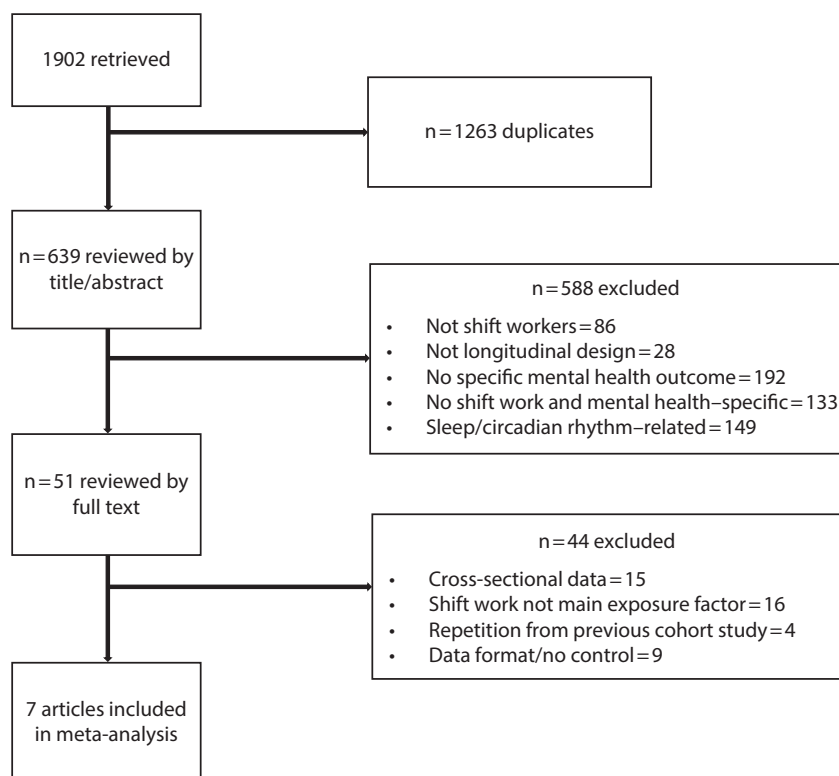 1902 retrieved
n=1263 duplicates
n=639 reviewed by
title/abstract
n=588 excluded
• Not shift workers=86
• Not longitudinal design=28
• No specific mental health outcome=192
• No shift work and mental health–specific=133
• Sleep/circadian rhythm–related=149
n=51 reviewed by
full text
n=44 excluded
• Cross-sectional data=15
• Shift work not main exposure factor=16
• Repetition from previous cohort study=4
• Data format/no control=9
7 articles included
in meta-analysis